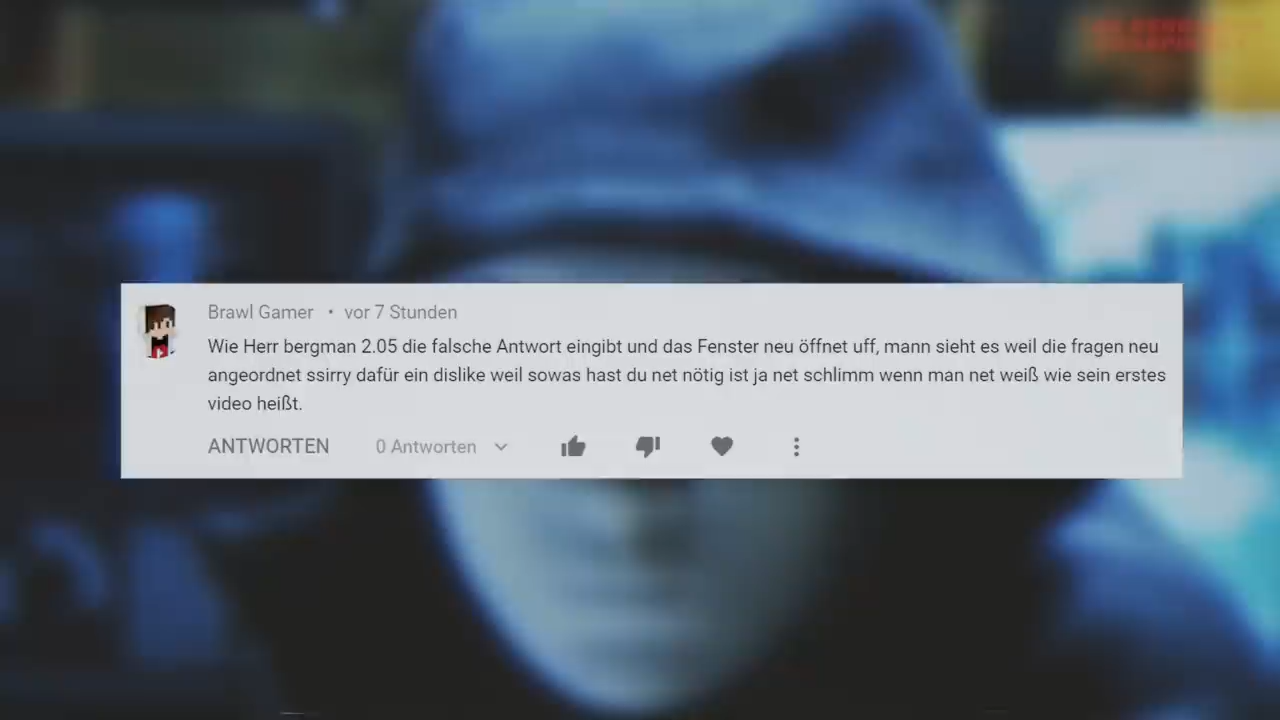 Brawl Gamer • vor 7 Stunden
Wie Herr bergman 2.05 die falsche Antwort eingibt und das Fenster neu öffnet uff, mann sieht es weil die fragen neu
angeordnet ssirry dafür ein dislike weil sowas hast du net nötig ist ja net schlimm wenn man net weiß wie sein erstes
video heißt.
ANTWORTEN 0 Antworten